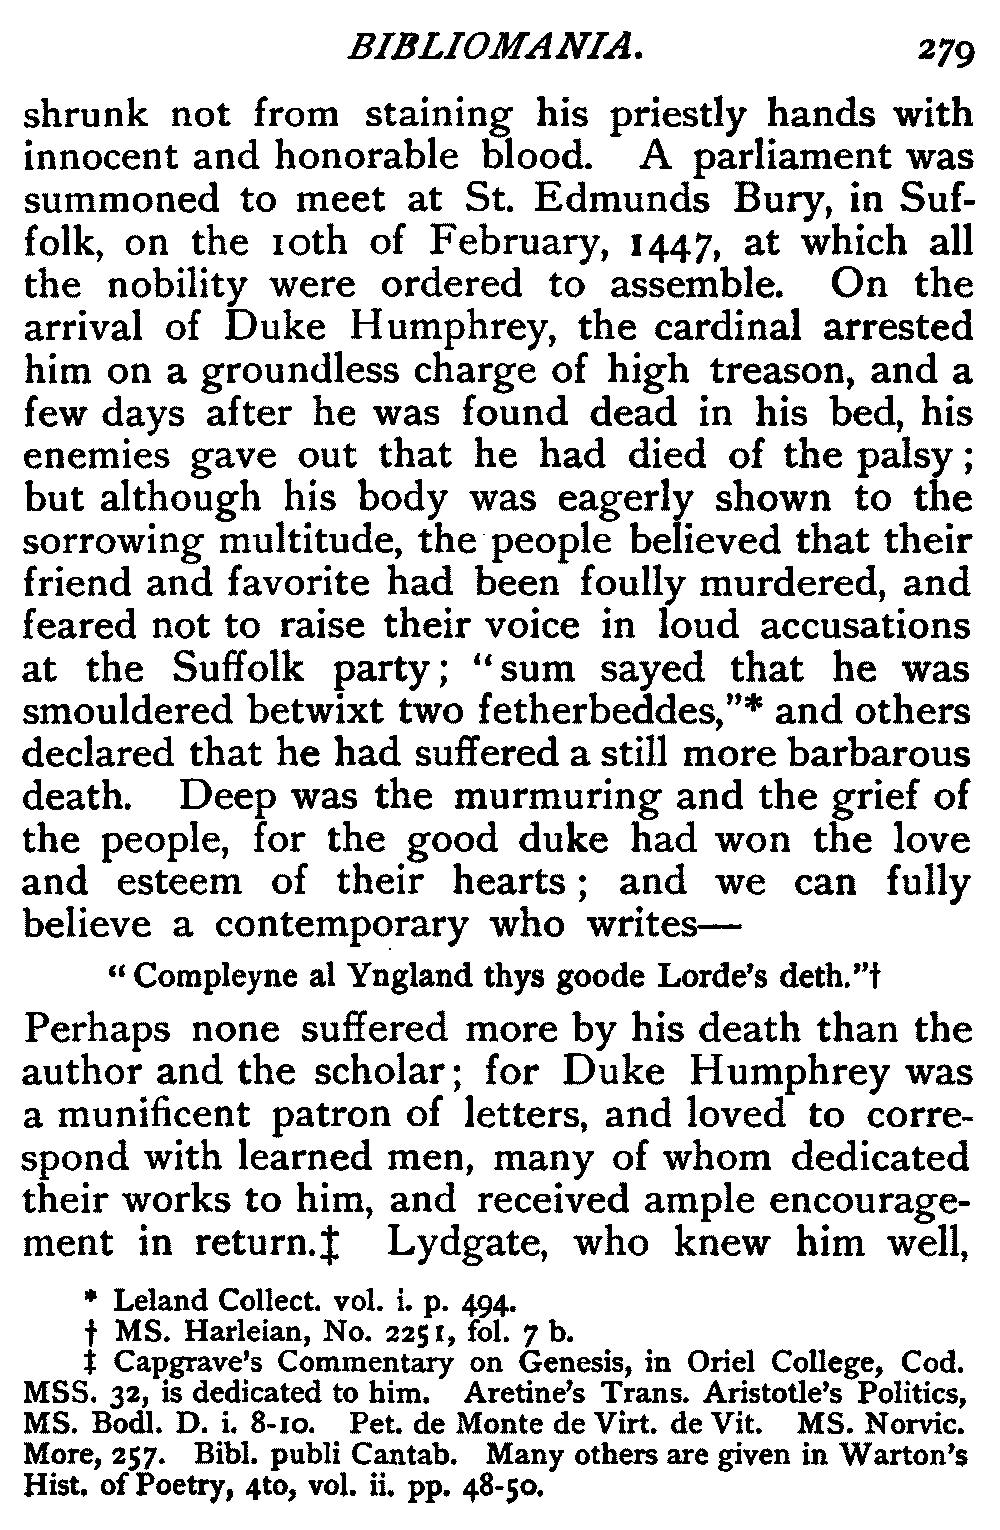 BIBLIOMANIA. 279
shrunk not from staining his priestly hands with
innocent and honorable blood. A parliament was
summoned to meet at St. Edmunds Bury, in Suf-
folk, on the 10th of February, 1447, at which all
the nobility were ordered to assemble. On the
arrival of Duke Humphrey, the cardinal arrested
him on a groundless charge of high treason, and a
few days after he was found dead in his bed, his
enemies gave out that he had died of the palsy;
but although his body was eagerly shown to the
sorrowing multitude, the people believed that their
friend and favorite had been foully murdered, and
feared not to raise their voice in loud accusations
at the Suffolk party; "sum sayed that he was
smouldered betwixt two fetherbeddes,"* and others
declared that he had suffered a still more barbarous
death. Deep was the murmuring and the grief of
the people, for the good duke had won the love
and esteem of their hearts; and we can fully
believe a contemporary who writes—
"Compleyne al Yngland thys goode Lorde's deth."†
Perhaps none suffered more by his death than the
author and the scholar; for Duke Humphrey was
a munificent patron of letters, and loved to corre-
spond with learned men, many of whom dedicated
their works to him, and received ample encourage-
ment in return.‡ Lydgate, who knew him well,
* Leland Collect. vol. i. p. 494.
† MS. Harleian, No. 2251, fol. 7 b.
‡ Capgrave's Commentary on Genesis, in Oriel College, Cod.
MSS. 32, is dedicated to him. Aretine's Trans. Aristotle's Politics,
MS. Bodl. D. i. 8-10. Pet. de Monte de Virt. de Vit. MS. Norvic.
More, 257. Bibl. publi Cantab. Many others are given in Warton's
Hist. of Poetry, 4to, vol. ii. pp. 48-50.